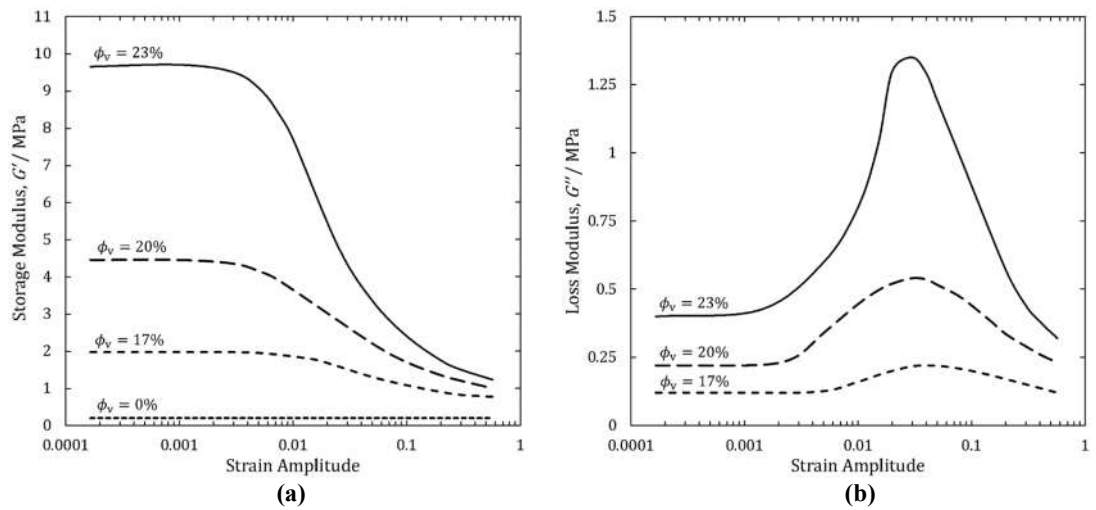 11
10
9
8
7
6
5
4
3
2
1
0
Storage Modulus, G′ / MPa
ϕv = 23%
ϕv = 20%
ϕv = 17%
ϕv = 0%
0.0001
0.001
0.01
0.1
1
Strain Amplitude
(a)
1.5
1.25
1
0.75
0.5
0.25
0
Loss Modulus, G″ / MPa
ϕv = 23%
ϕv = 20%
ϕv = 17%
0.0001
0.001
0.01
0.1
1
Strain Amplitude
(b)